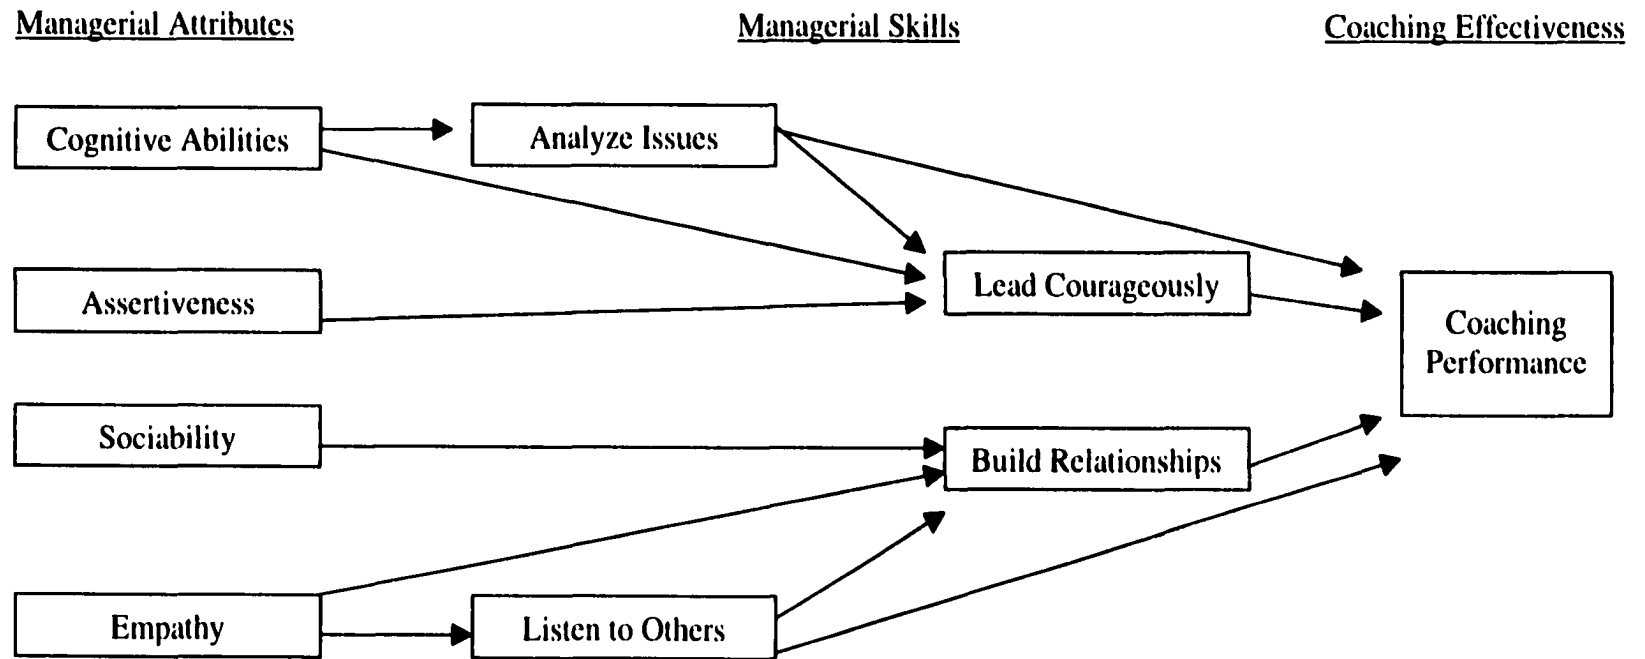 Managerial Attributes
Managerial Skills
Coaching Effectiveness
Cognitive Abilities
Analyze Issues
Assertiveness
Lead Courageously
Coaching
Performance
Sociability
Build Relationships
Empathy
Listen to Others